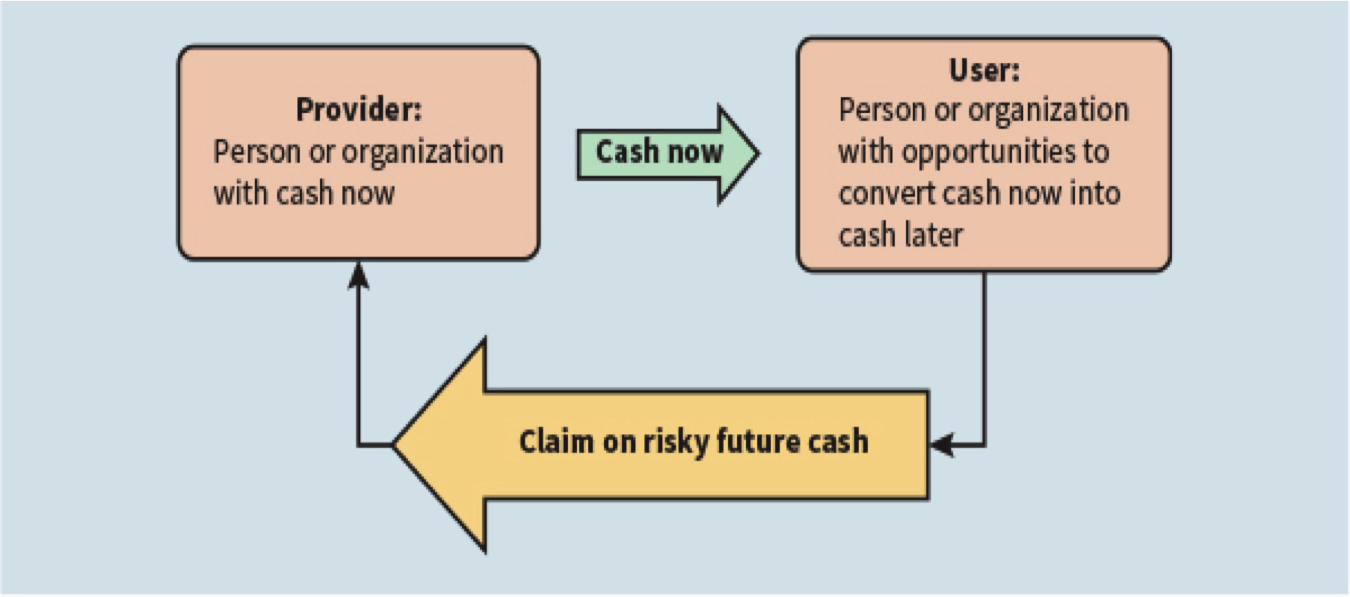 Provider:
Person or organization
with cash now
Cash now
User:
Person or organization
with opportunities to
convert cash now into
cash later
Claim on risky future cash